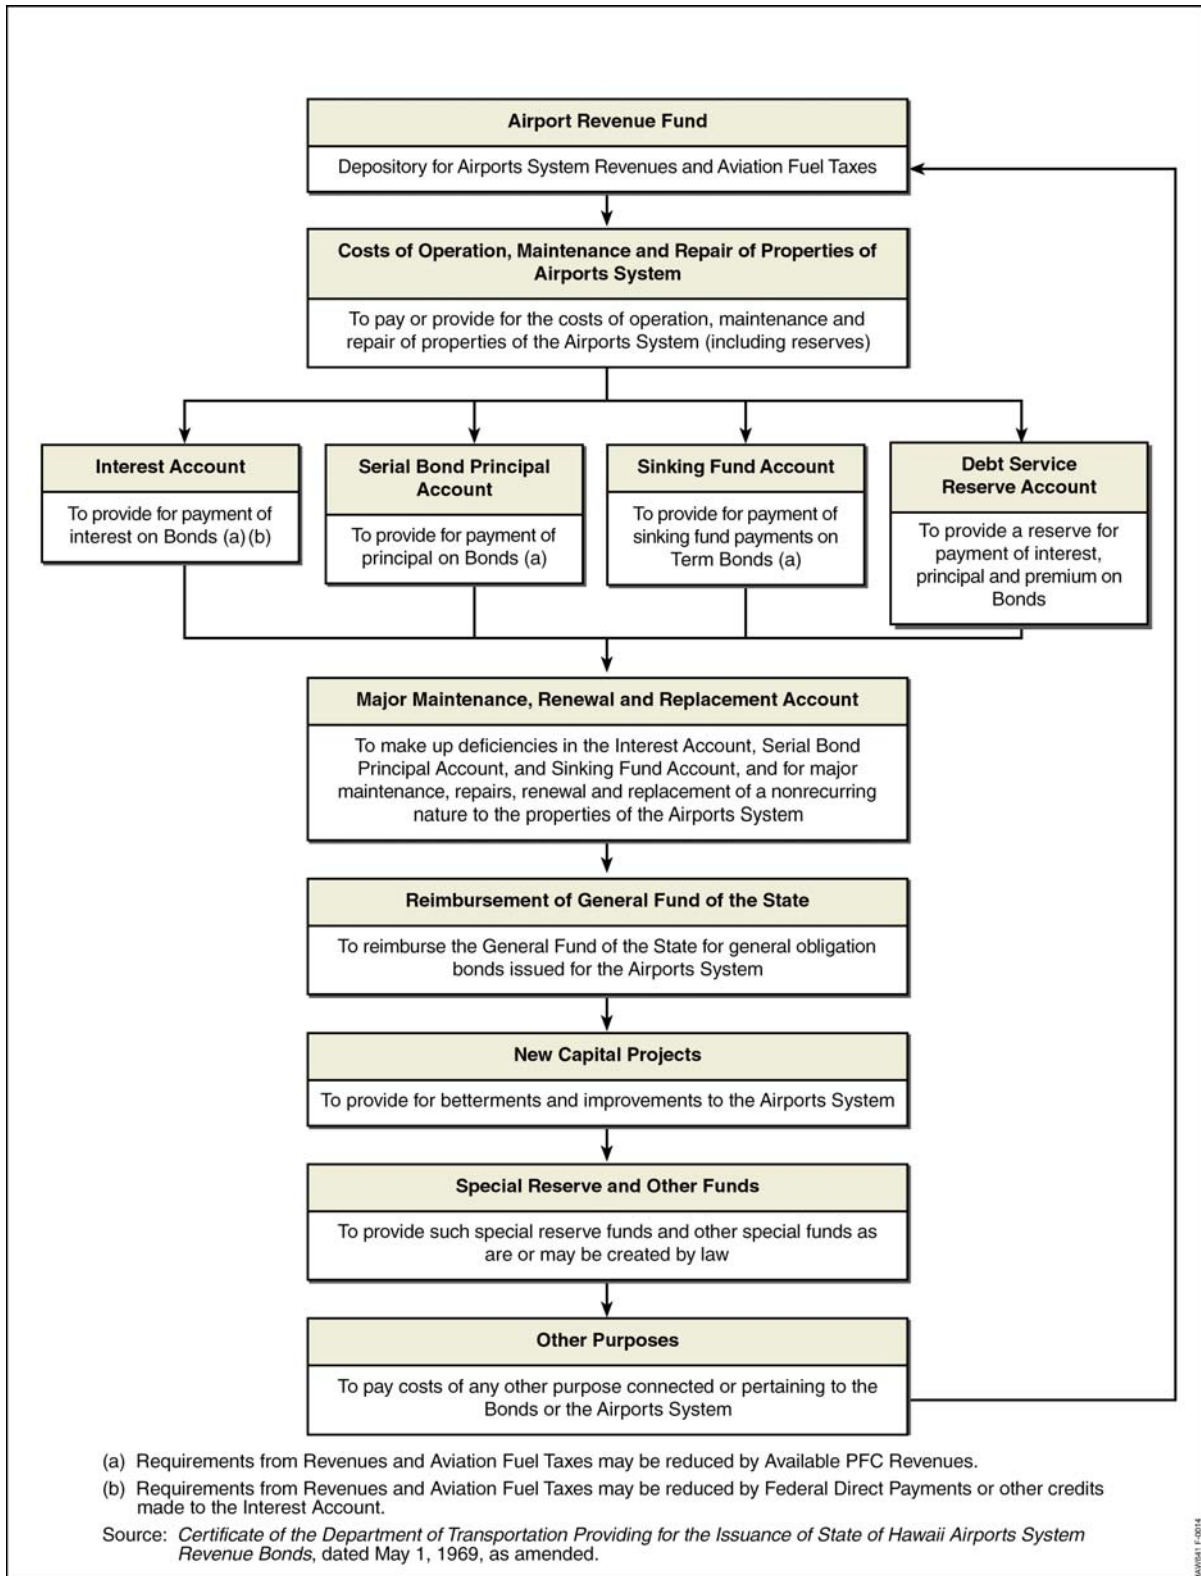 Airport Revenue Fund
Depository for Airports System Revenues and Aviation Fuel Taxes
Costs of Operation, Maintenance and Repair of Properties of
Airports System
To pay or provide for the costs of operation, maintenance and
repair of properties of the Airports System (including reserves)
Interest Account
To provide for payment of
interest on Bonds (a)(b)
Serial Bond Principal
Account
To provide for payment of
principal on Bonds (a)
Sinking Fund Account
To provide for payment of
sinking fund payments on
Term Bonds (a)
Debt Service
Reserve Account
To provide a reserve for
payment of interest,
principal and premium on
Bonds
Major Maintenance, Renewal and Replacement Account
To make up deficiencies in the Interest Account, Serial Bond
Principal Account, and Sinking Fund Account, and for major
maintenance, repairs, renewal and replacement of a nonrecurring
nature to the properties of the Airports System
Reimbursement of General Fund of the State
To reimburse the General Fund of the State for general obligation
bonds issued for the Airports System
New Capital Projects
To provide for betterments and improvements to the Airports System
Special Reserve and Other Funds
To provide such special reserve funds and other special funds as
are or may be created by law
Other Purposes
To pay costs of any other purpose connected or pertaining to the
Bonds or the Airports System
(a) Requirements from Revenues and Aviation Fuel Taxes may be reduced by Available PFC Revenues.
(b) Requirements from Revenues and Aviation Fuel Taxes may be reduced by Federal Direct Payments or other credits
made to the Interest Account.
Source: Certificate of the Department of Transportation Providing for the Issuance of State of Hawaii Airports System
Revenue Bonds, dated May 1, 1969, as amended.